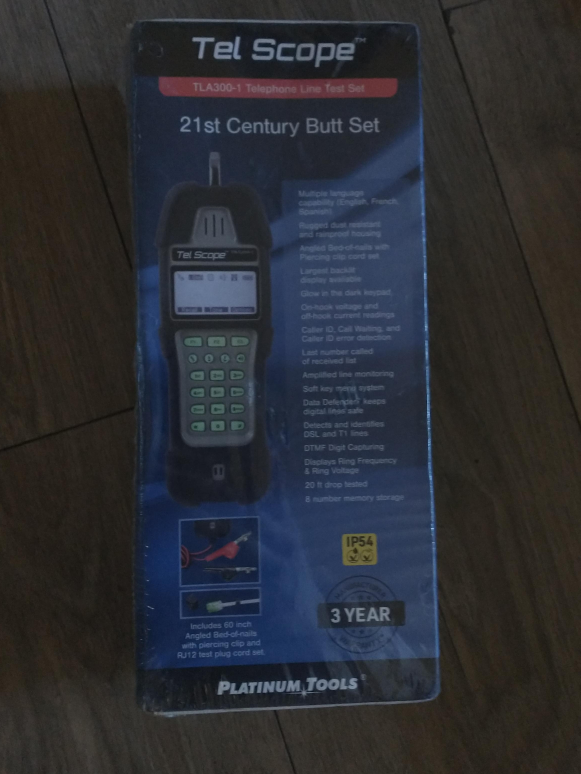 Tel Scope™
TLA300-1 Telephone Line Test Set
21st Century Butt Set
Multiple language
capability (English, French,
Spanish)
Rugged dust resistant
and rainproof housing
Angled Bed-of-nails with
Piercing clip cord set
Largest backlit
display available
Glow in the dark keypad
On-hook voltage and
off-hook current readings
Caller ID, Call Waiting, and
Caller ID error detection
Last number called
of received list
Amplified line monitoring
Soft key menu system
Data Defender keeps
digital lines safe
Detects and identifies
DSL and T1 lines
DTMF Digit Capturing
Displays Ring Frequency
& Ring Voltage
20 ft drop tested
8 number memory storage
Tel Scope
IP54
3 YEAR
Includes 60 inch
Angled Bed-of-nails
with piercing clip and
RJ12 test plug cord set.
PLATINUM TOOLS®